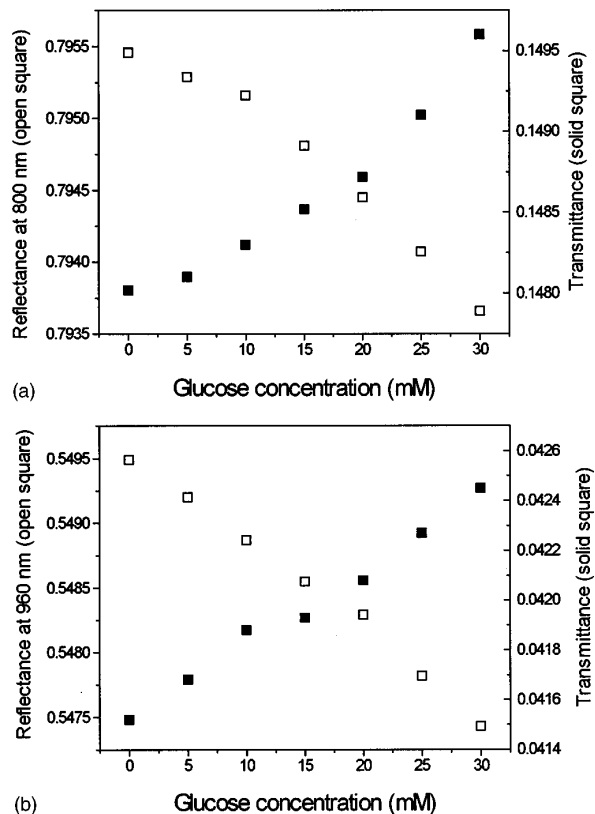 Reflectance at 800 nm (open square)
0.7955
0.7950
0.7945
0.7940
0.7935
0.1495
0.1490
0.1485
0.1480
Transmittance (solid square)
0 5 10 15 20 25 30
(a) Glucose concentration (mM)
Reflectance at 960 nm (open square)
0.5495
0.5490
0.5485
0.5480
0.5475
0.0426
0.0424
0.0422
0.0420
0.0418
0.0416
0.0414
Transmittance (solid square)
0 5 10 15 20 25 30
(b) Glucose concentration (mM)